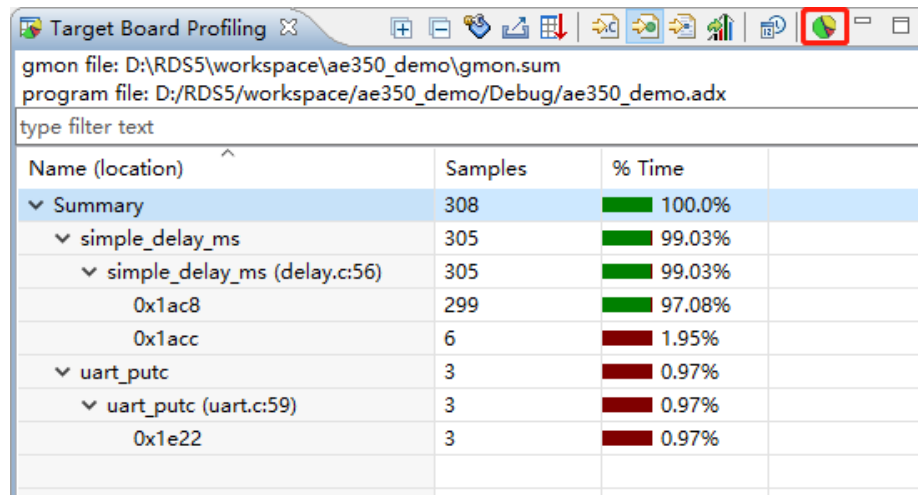 Target Board Profiling
gmon file: D:\RDS5\workspace\ae350_demo\gmon.sum
program file: D:/RDS5/workspace/ae350_demo/Debug/ae350_demo.adx
type filter text
Name (location) Samples % Time
Summary 308 100.0%
simple_delay_ms 305 99.03%
simple_delay_ms (delay.c:56) 305 99.03%
0x1ac8 299 97.08%
0x1acc 6 1.95%
uart_putc 3 0.97%
uart_putc (uart.c:59) 3 0.97%
0x1e22 3 0.97%